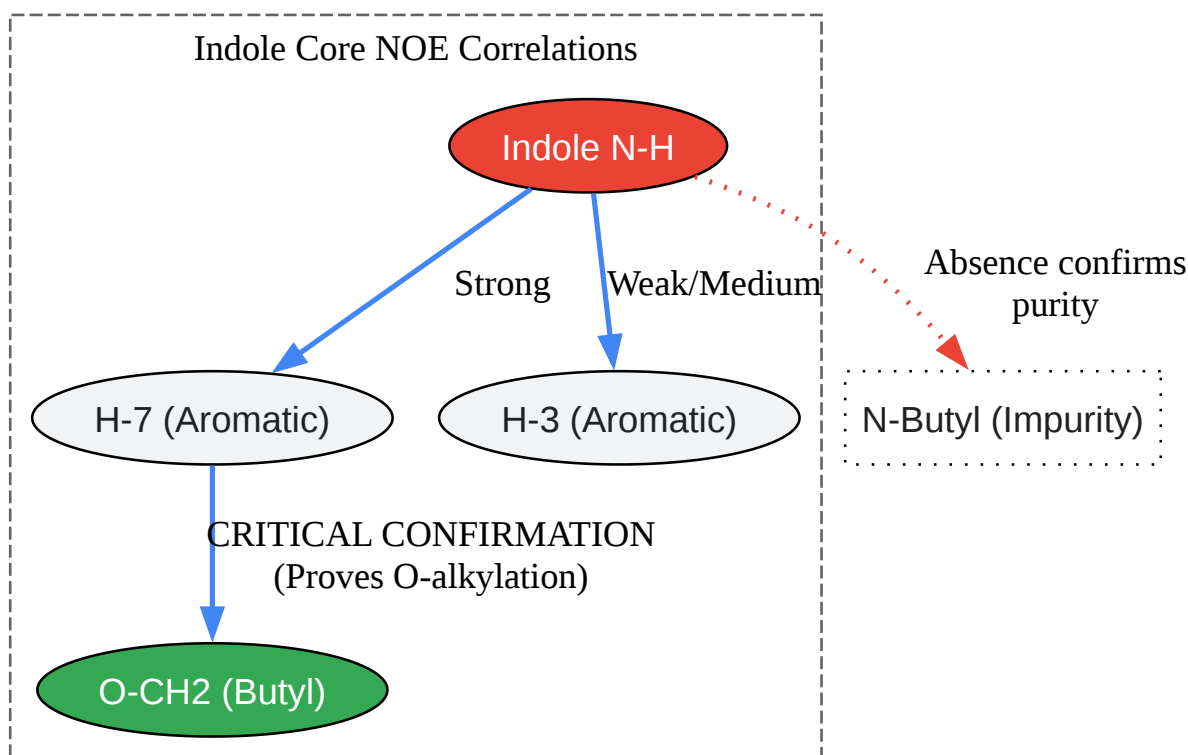 Indole Core NOE Correlations
Indole N-H
Strong
Weak/Medium
Absence confirms
purity
H-7 (Aromatic)
H-3 (Aromatic)
N-Butyl (Impurity)
CRITICAL CONFIRMATION
(Proves O-alkylation)
O-CH2 (Butyl)